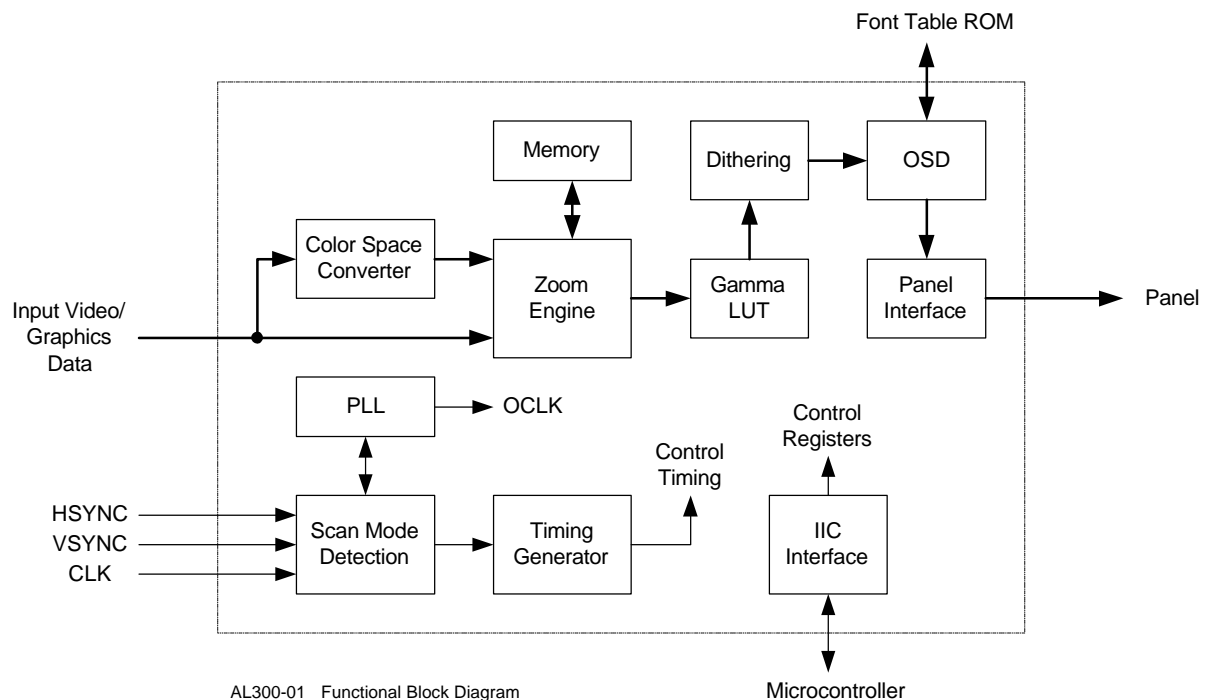 Font Table ROM
Memory
Dithering
OSD
Color Space
Converter
Zoom
Engine
Gamma
LUT
Panel
Interface
Panel
Input Video/
Graphics
Data
PLL
OCLK
Control
Timing
Control
Registers
HSYNC
VSYNC
CLK
Scan Mode
Detection
Timing
Generator
IIC
Interface
AL300-01 Functional Block Diagram
Microcontroller